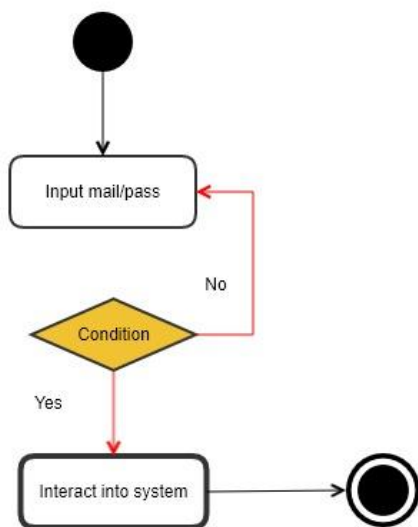 Input mail/pass
No
Condition
Yes
Interact into system